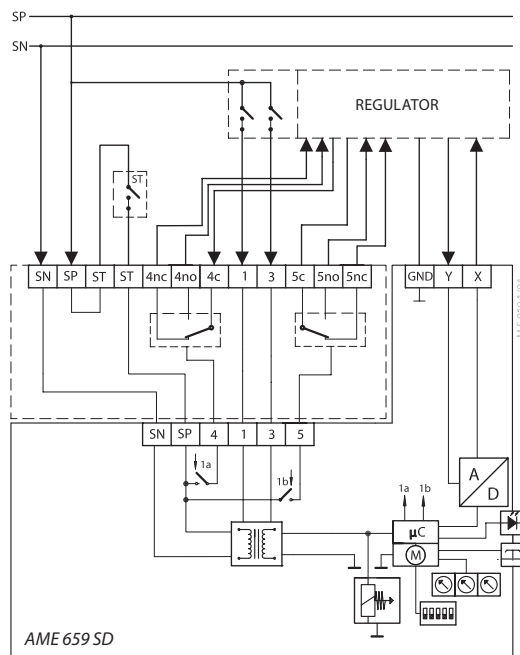 SP
SN
REGULATOR
ST
SN SP ST ST 4nc 4no 4c 1 3 5c 5no 5nc GND Y X
SN SP 4 1 3 5
1a
1b
1a 1b
A
D
µC
M
AME 659 SD